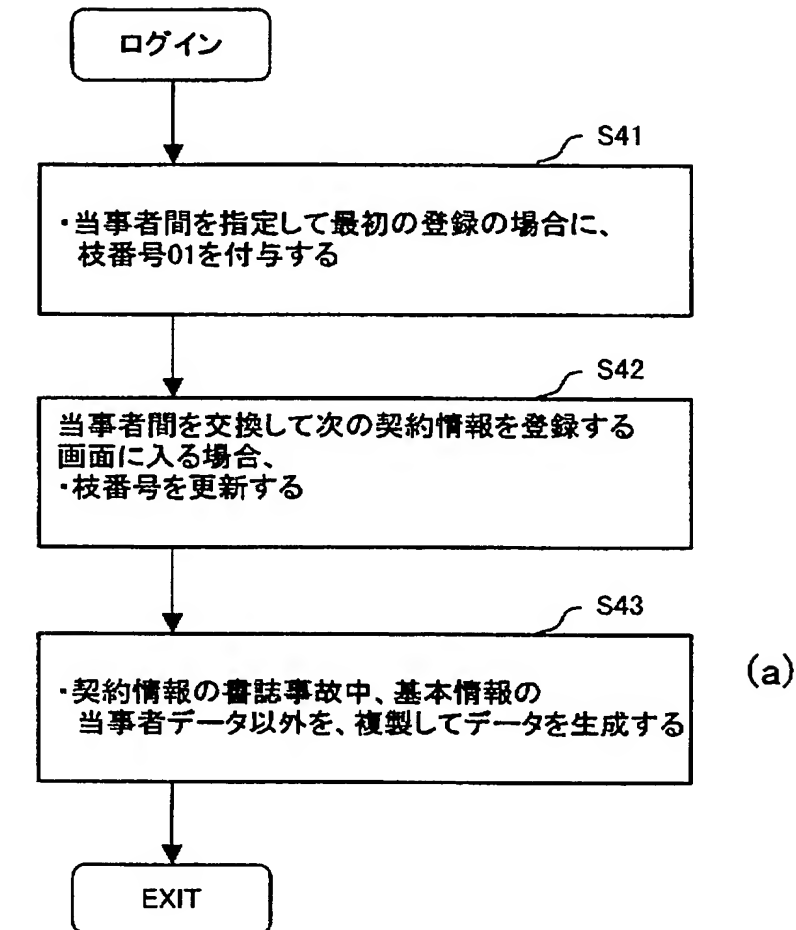 ログイン
S41
・当事者間を指定して最初の登録の場合に、
枝番号01を付与する
S42
当事者間を交換して次の契約情報を登録する
画面に入る場合、
・枝番号を更新する
S43
(a)
・契約情報の書誌事故中、基本情報の
当事者データ以外を、複製してデータを生成する
EXIT